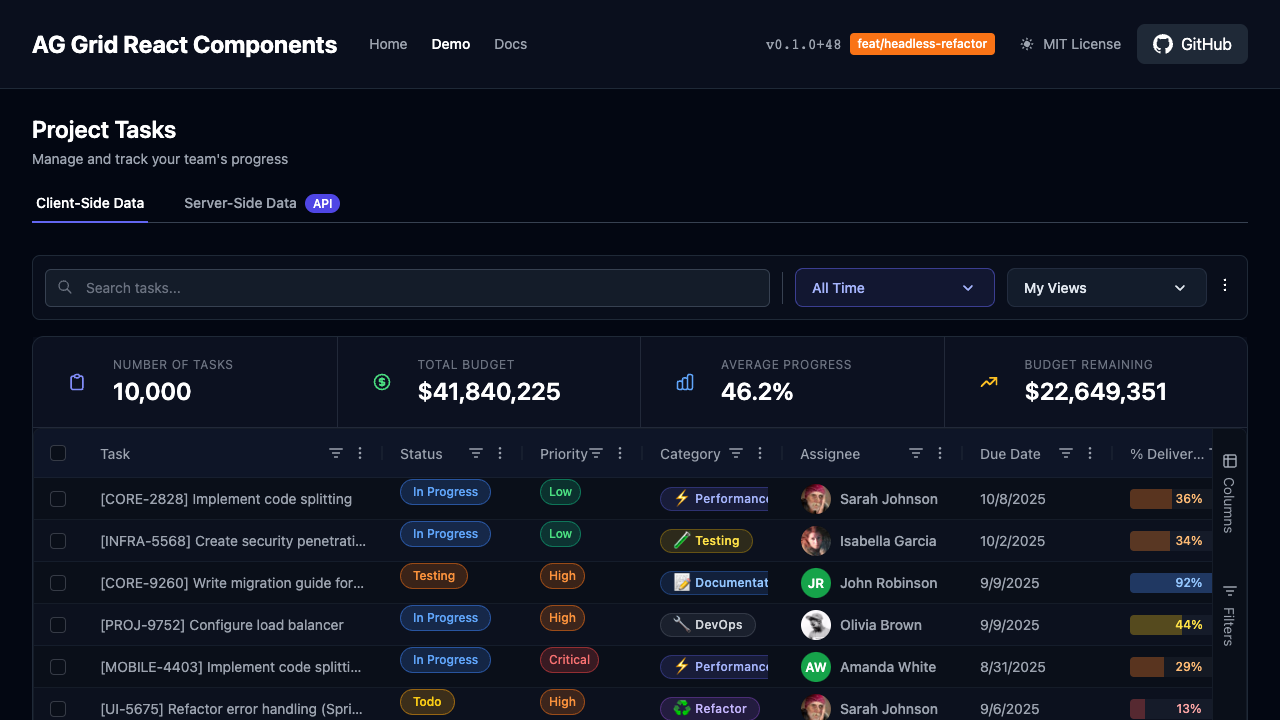 AG Grid React Components Home Demo Docs v0.1.0+48 feat/headless-refactor MIT License GitHub
Project Tasks
Manage and track your team's progress
Client-Side Data Server-Side Data API
Search tasks... All Time My Views
NUMBER OF TASKS TOTAL BUDGET AVERAGE PROGRESS BUDGET REMAINING
10,000 $41,840,225 46.2% $22,649,351
Task Status Priority Category Assignee Due Date % Deliver...
[CORE-2828] Implement code splitting In Progress Low Performance Sarah Johnson 10/8/2025 36%
[INFRA-5568] Create security penetrati... In Progress Low Testing Isabella Garcia 10/2/2025 34%
[CORE-9260] Write migration guide for... Testing High Documentat JR John Robinson 9/9/2025 92%
[PROJ-9752] Configure load balancer In Progress High DevOps Olivia Brown 9/9/2025 44%
[MOBILE-4403] Implement code splitti... In Progress Critical Performance AW Amanda White 8/31/2025 29%
[UI-5675] Refactor error handling (Spri... Todo High Refactor Sarah Johnson 9/6/2025 13%
Columns
Filters